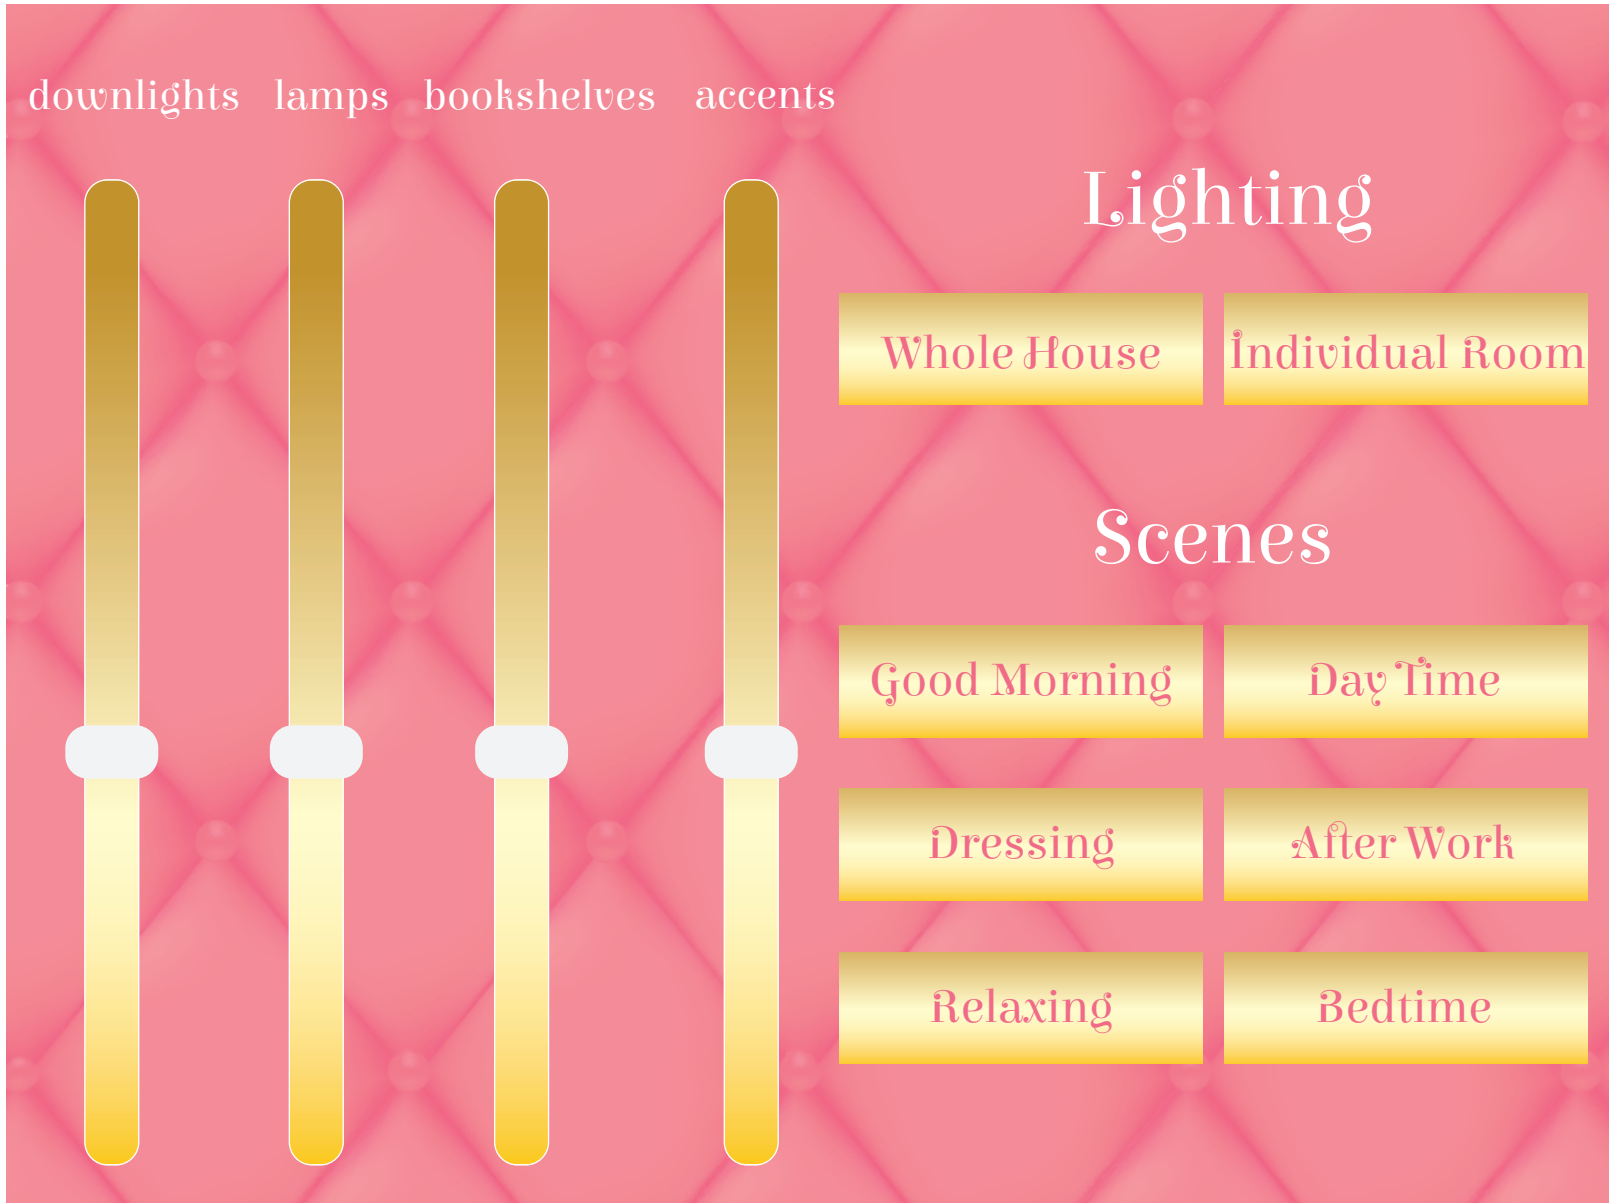 downlights lamps bookshelves accents
Lighting
Whole House
Individual Room
Scenes
Good Morning
Day Time
Dressing
After Work
Relaxing
Bedtime